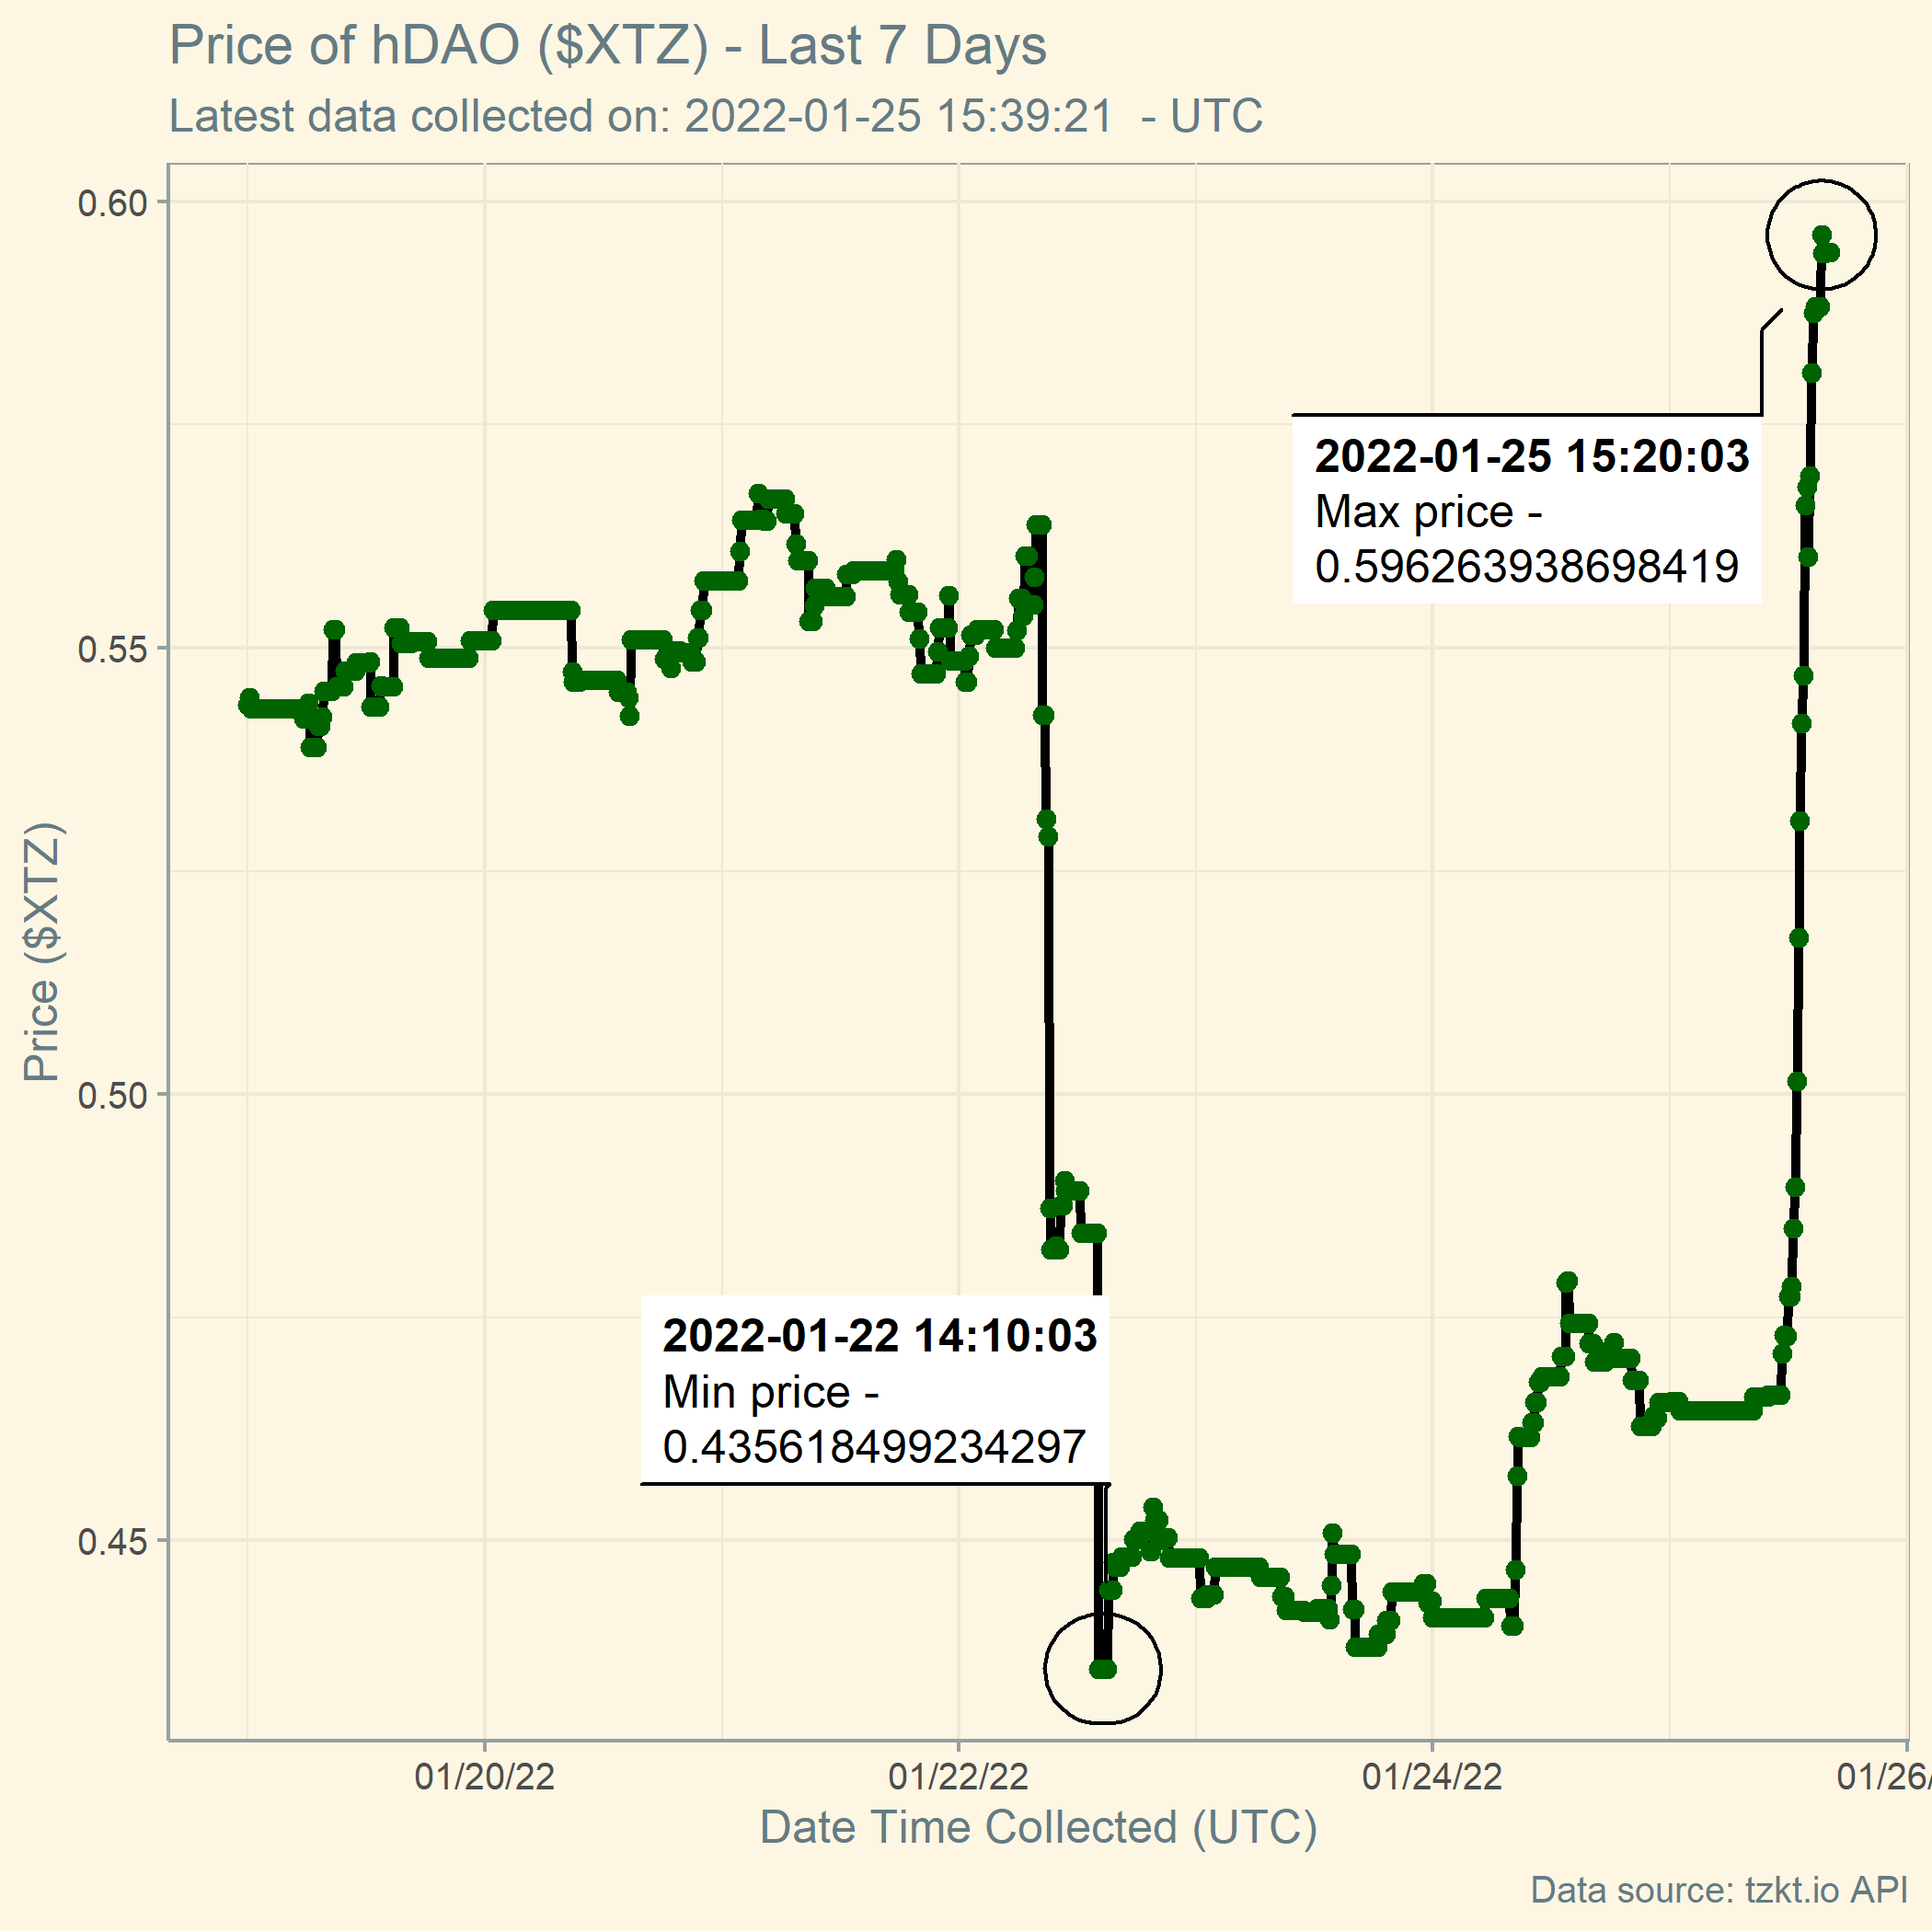 Price of hDAO ($XTZ) - Last 7 Days
Latest data collected on: 2022-01-25 15:39:21  - UTC
0.60
0.55
0.50
0.45
Price ($XTZ)
2022-01-25 15:20:03
Max price -
0.596263938698419
2022-01-22 14:10:03
Min price -
0.435618499234297
01/20/22
01/22/22
01/24/22
01/26/
Date Time Collected (UTC)
Data source: tzkt.io API